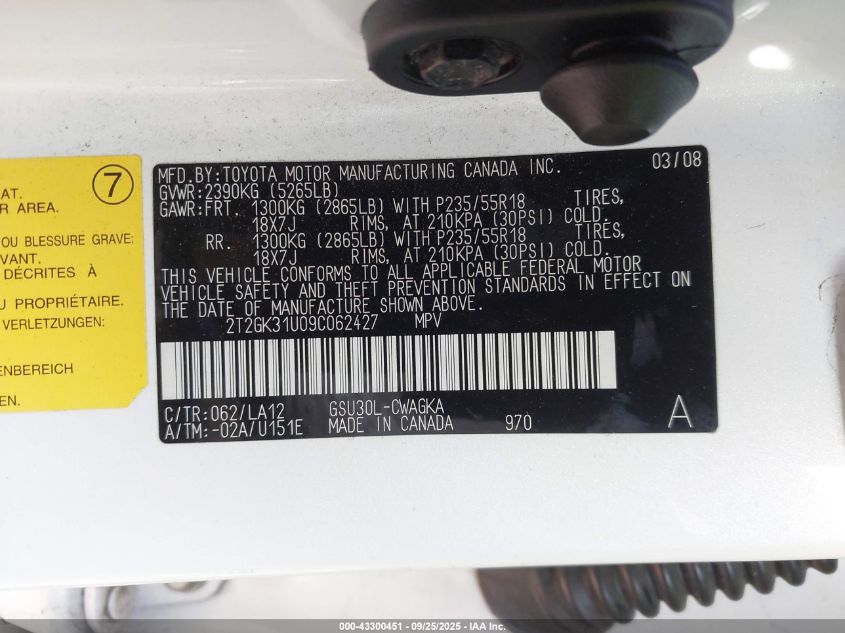 AT.
R AREA.
7
OU BLESSURE GRAVE:
VANT.
DÉCRITES À
U PROPRIÉTAIRE.
VERLETZUNGEN.
ENBEREICH
MFD.BY:TOYOTA MOTOR MANUFACTURING CANADA INC. 03/08
GVWR:2390KG (5265LB)
GAWR:FRT. 1300KG (2865LB) WITH P235/55R18 TIRES,
18X7J RIMS, AT 210KPA (30PSI) COLD.
RR. 1300KG (2865LB) WITH P235/55R18 TIRES,
18X7J RIMS, AT 210KPA (30PSI) COLD.
THIS VEHICLE CONFORMS TO ALL APPLICABLE FEDERAL MOTOR
VEHICLE SAFETY AND THEFT PREVENTION STANDARDS IN EFFECT ON
THE DATE OF MANUFACTURE SHOWN ABOVE.
2T2GK31U09C062427 MPV
C/TR:062/LA12 GSU30L-CWAGKA
A/TM:-02A/U151E MADE IN CANADA 970 A
000-43300451 - 09/25/2025 - IAA Inc.